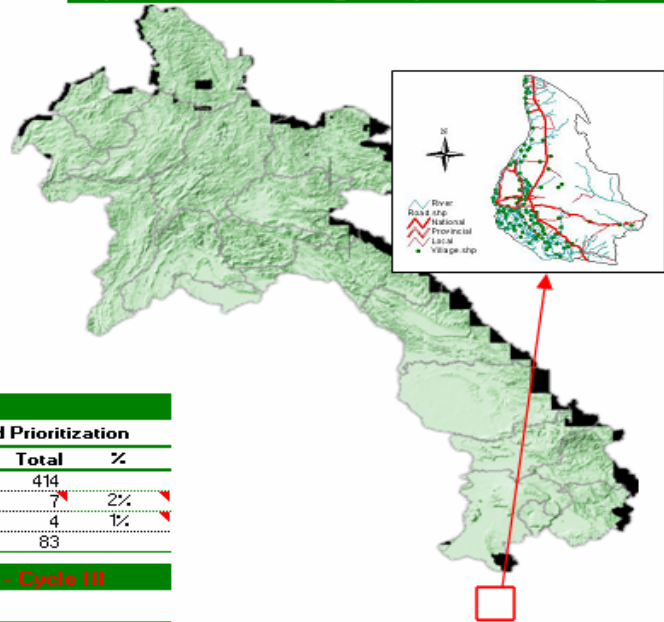 N
River
Road.shp
National
Provincial
Local
Village.shp
d Prioritization
Total %
414
7 2%
4 1%
83
- Cycle III